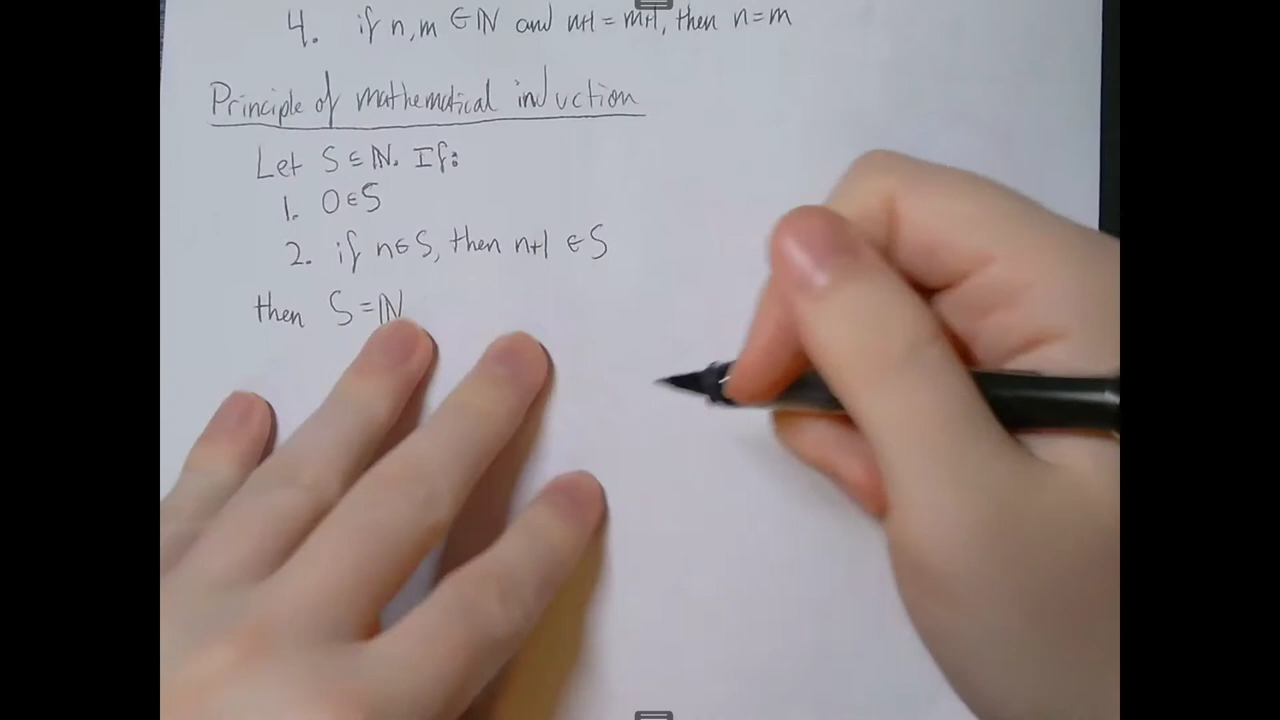 4. if n, m ∈ ℕ and n+1 = m+1, then n=m
Principle of mathematical induction
Let S ⊆ ℕ. If:
1. 0 ∈ S
2. if n ∈ S, then n+1 ∈ S
then S = ℕ